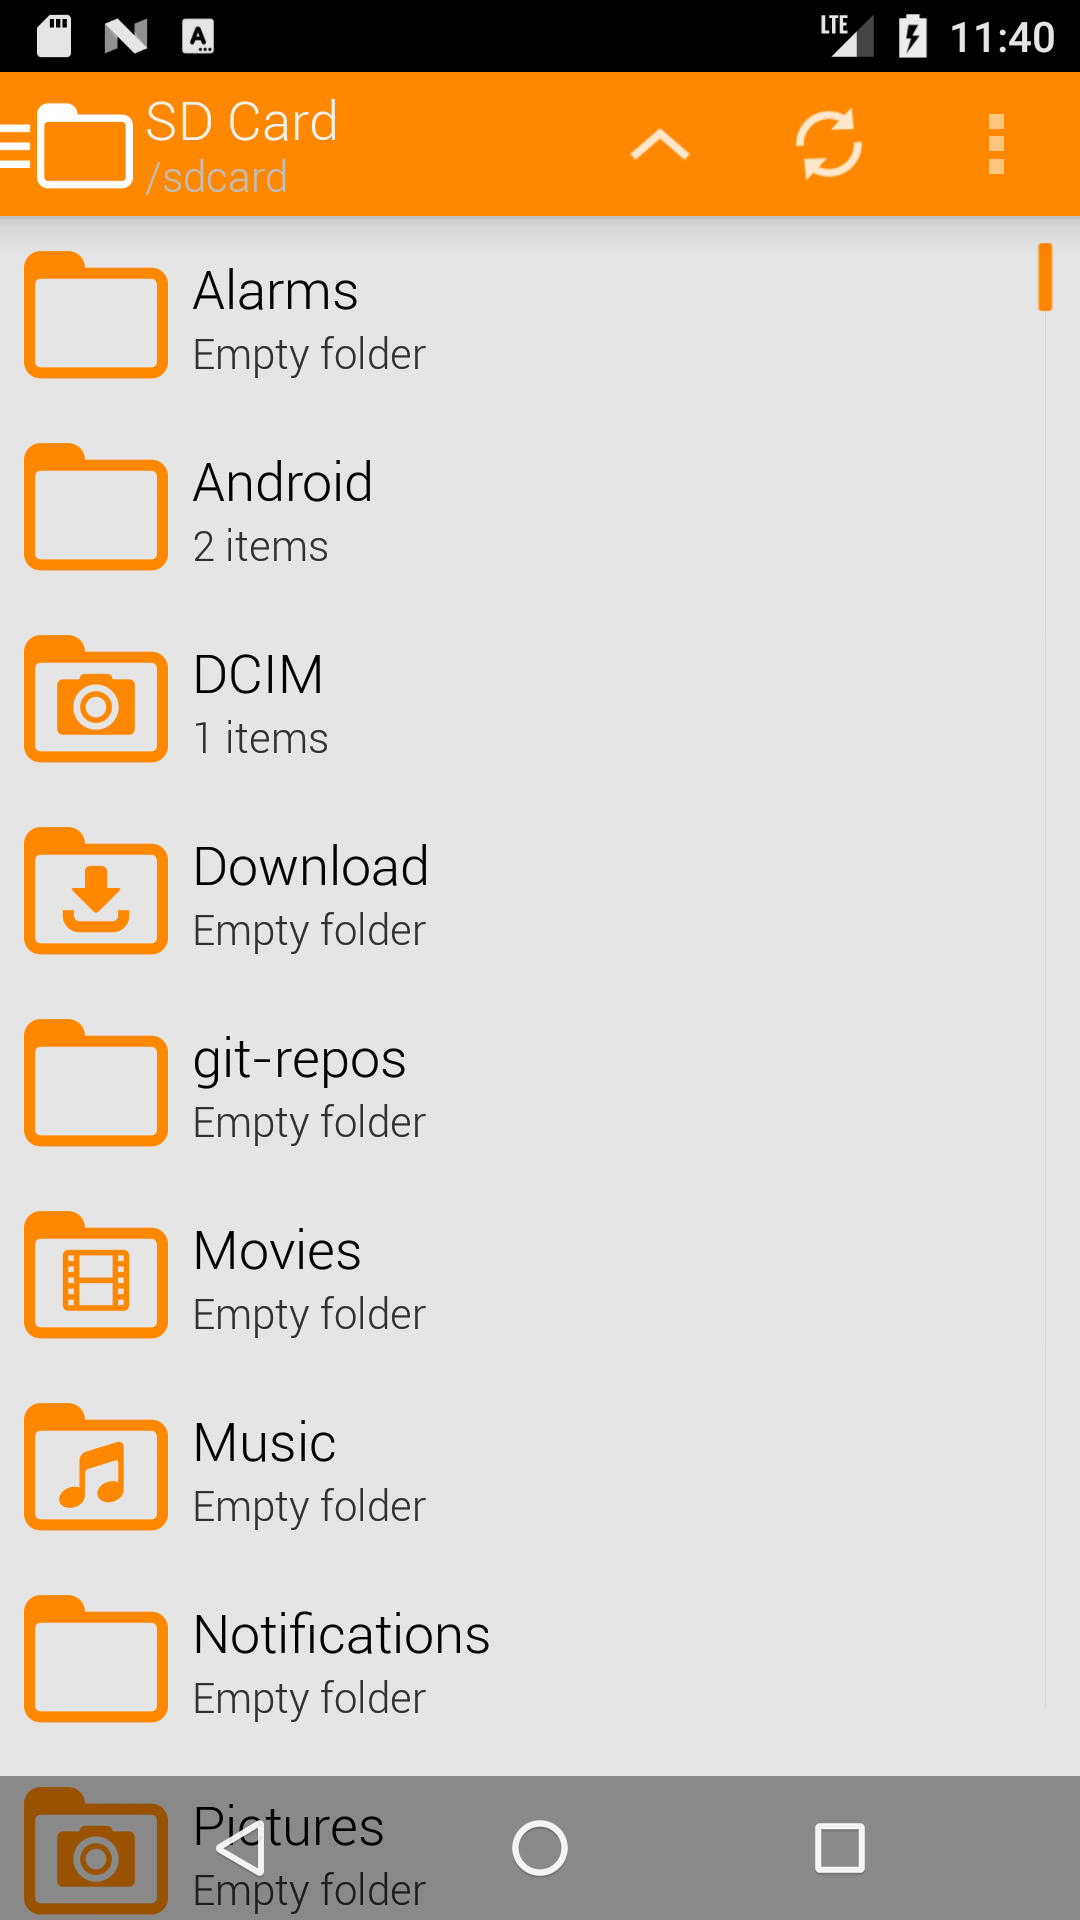 LTE 11:40
SD Card
/sdcard
Alarms
Empty folder
Android
2 items
DCIM
1 items
Download
Empty folder
git-repos
Empty folder
Movies
Empty folder
Music
Empty folder
Notifications
Empty folder
Pictures
Empty folder